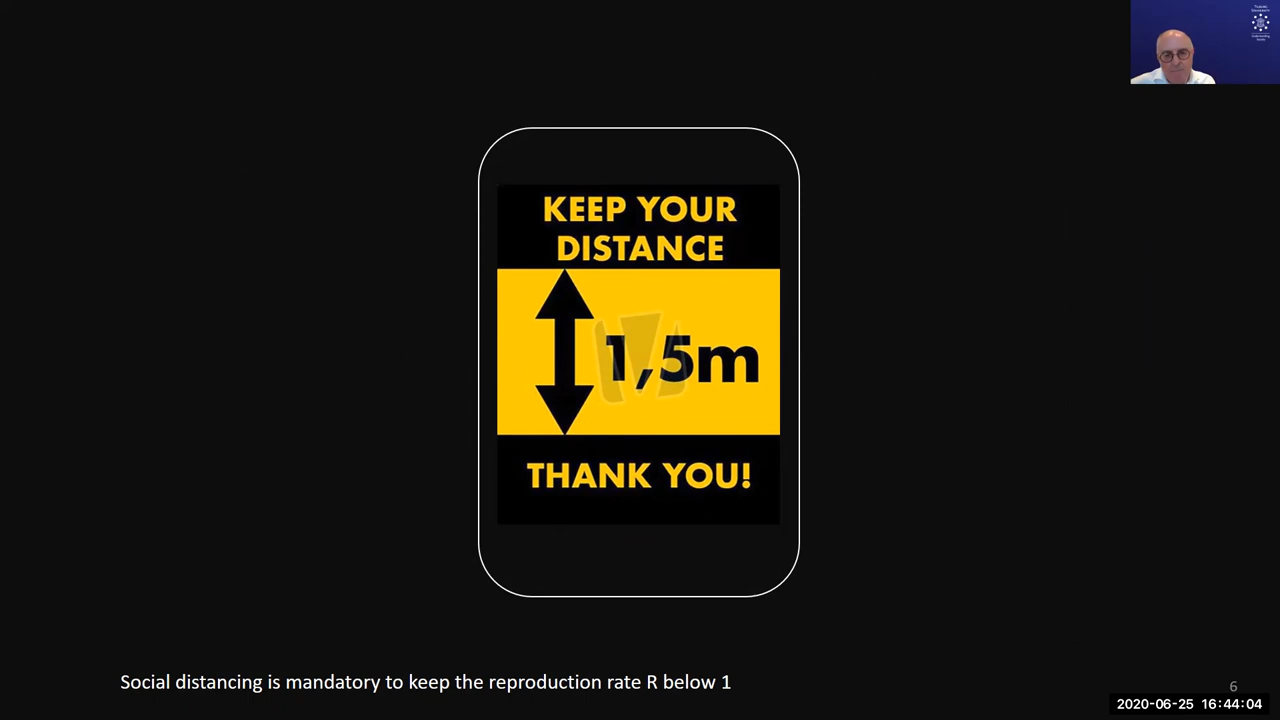 KEEP YOUR
DISTANCE
1,5m
THANK YOU!
Social distancing is mandatory to keep the reproduction rate R below 1
6
2020-06-25 16:44:04